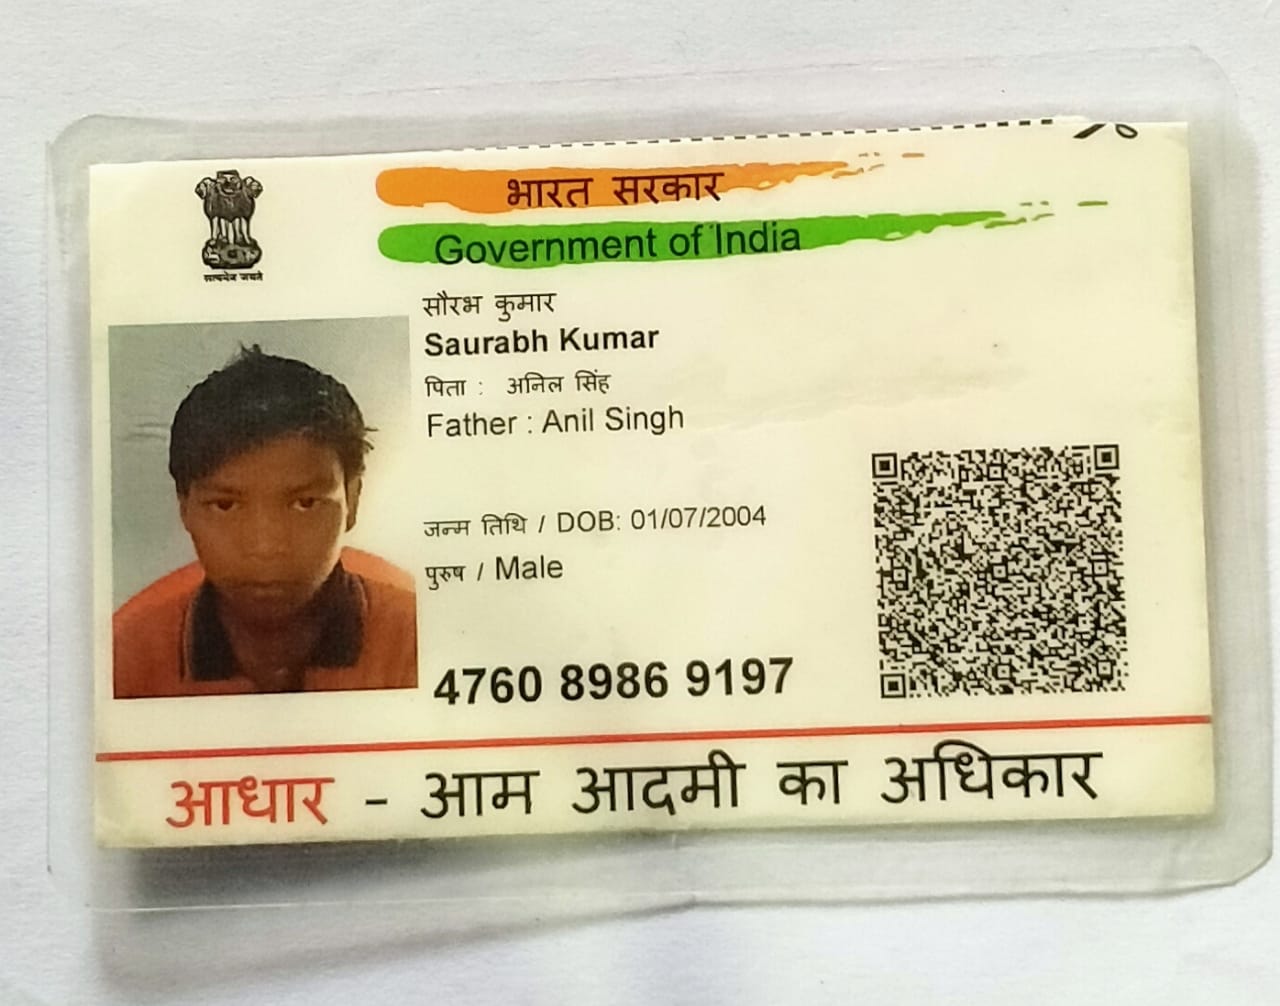 भारत सरकार
Government of India
सत्यमेव जयते
सौरभ कुमार
Saurabh Kumar
पिता : अनिल सिंह
Father : Anil Singh
जन्म तिथि / DOB: 01/07/2004
पुरुष / Male
4760 8986 9197
आधार - आम आदमी का अधिकार